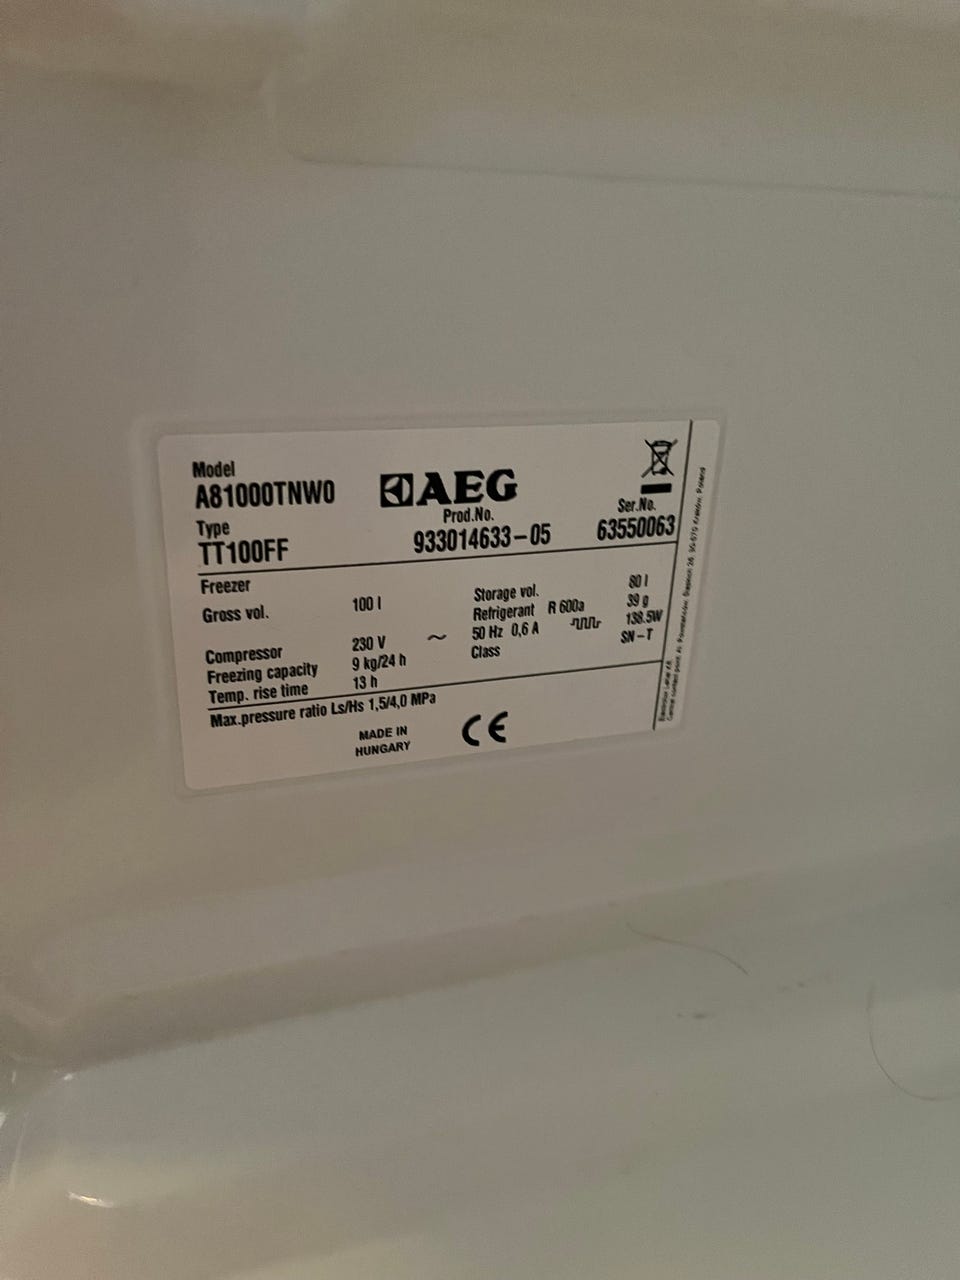 Model
A81000TNW0
AEG
Type
TT100FF
Prod.No.
933014633-05
Ser.No.
63550063
Freezer
Gross vol. 100 l
Storage vol. 80 l
Refrigerant R 600a 39 g
Compressor 230 V ~ 50 Hz 0,6 A 138.5W
Freezing capacity 9 kg/24 h
Class SN-T
Temp. rise time 13 h
Max.pressure ratio Ls/Hs 1,5/4,0 MPa
MADE IN
HUNGARY
CE